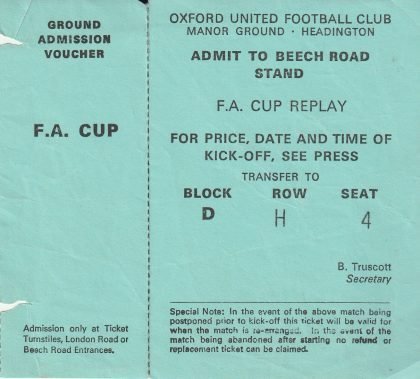 GROUND
ADMISSION
VOUCHER
F.A. CUP
Admission only at Ticket
Turnstiles, London Road or
Beech Road Entrances.
OXFORD UNITED FOOTBALL CLUB
MANOR GROUND · HEADINGTON
ADMIT TO BEECH ROAD
STAND
F.A. CUP REPLAY
FOR PRICE, DATE AND TIME OF
KICK-OFF, SEE PRESS
TRANSFER TO
BLOCK ROW SEAT
D H 4
B. Truscott
Secretary
Special Note: In the event of the above match being
postponed prior to kick-off this ticket will be valid for
when the match is re-arranged. In the event of the
match being abandoned after starting no refund or
replacement ticket can be claimed.